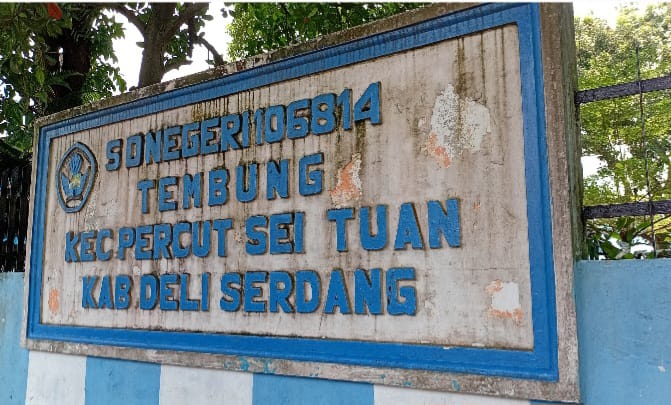 SD NEGERI 106814
TEMBUNG
KEC.PERCUT SEI TUAN
KAB DELI SERDANG